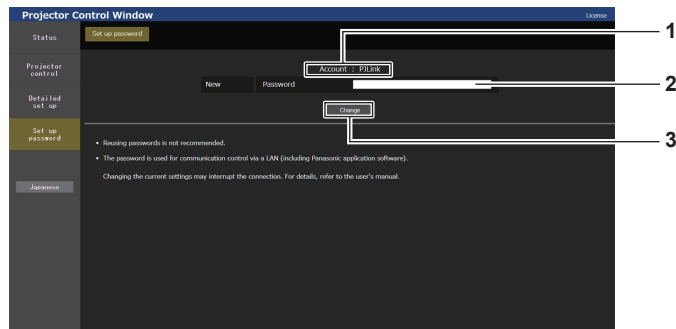 Projector Control Window
License
1
Status
Set up password
Projector
control
Account : PJLink
New Password
2
Detailed
set up
Change
Set up
password
3
• Reusing passwords is not recommended.
• The password is used for communication control via a LAN (including Panasonic application software).
Changing the current settings may interrupt the connection. For details, refer to the user's manual.
Japanese